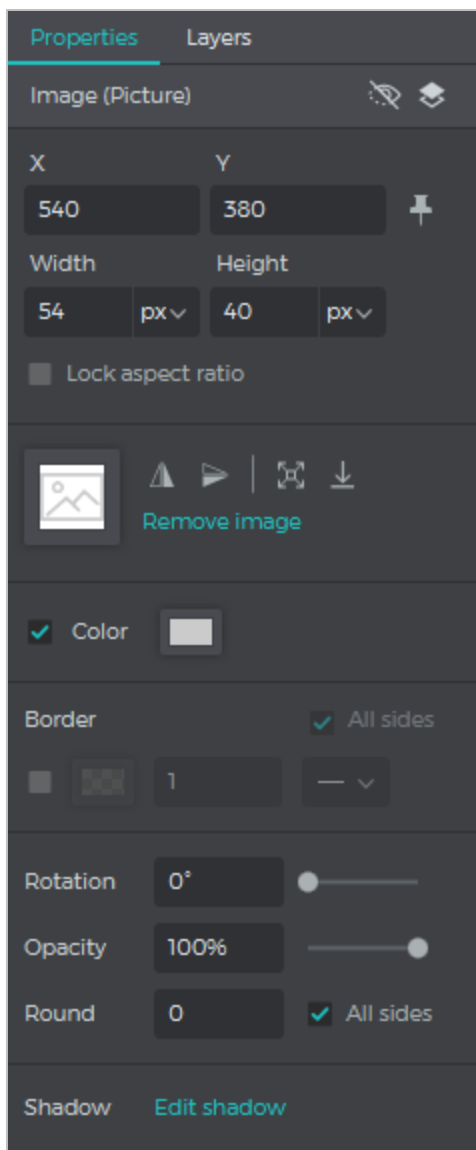 Properties Layers
Image (Picture)
X Y
540 380
Width Height
54 px 40 px
Lock aspect ratio
Remove image
Color
Border All sides
1
Rotation 0°
Opacity 100%
Round 0 All sides
Shadow Edit shadow